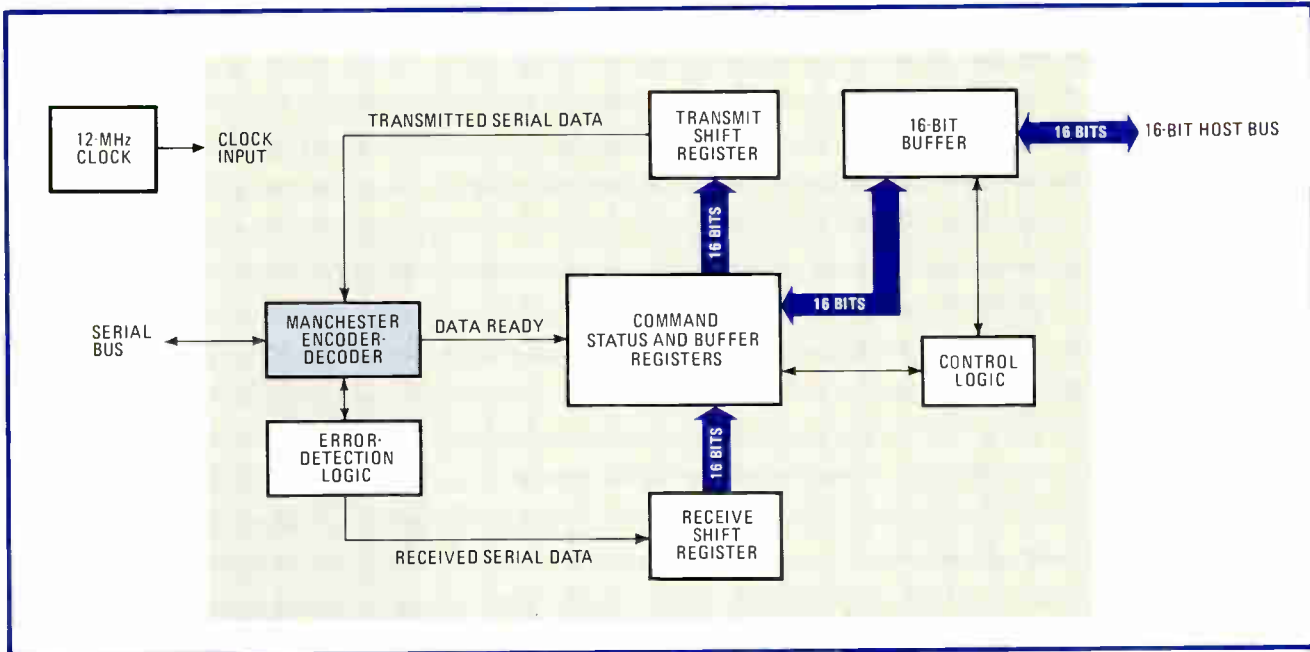 12-MHz
CLOCK
CLOCK
INPUT
TRANSMITTED SERIAL DATA
TRANSMIT
SHIFT
REGISTER
16-BIT
BUFFER
16 BITS
16-BIT HOST BUS
16 BITS
16 BITS
SERIAL
BUS
MANCHESTER
ENCODER-
DECODER
DATA READY
COMMAND
STATUS AND BUFFER
REGISTERS
CONTROL
LOGIC
ERROR-
DETECTION
LOGIC
16 BITS
RECEIVED SERIAL DATA
RECEIVE
SHIFT
REGISTER